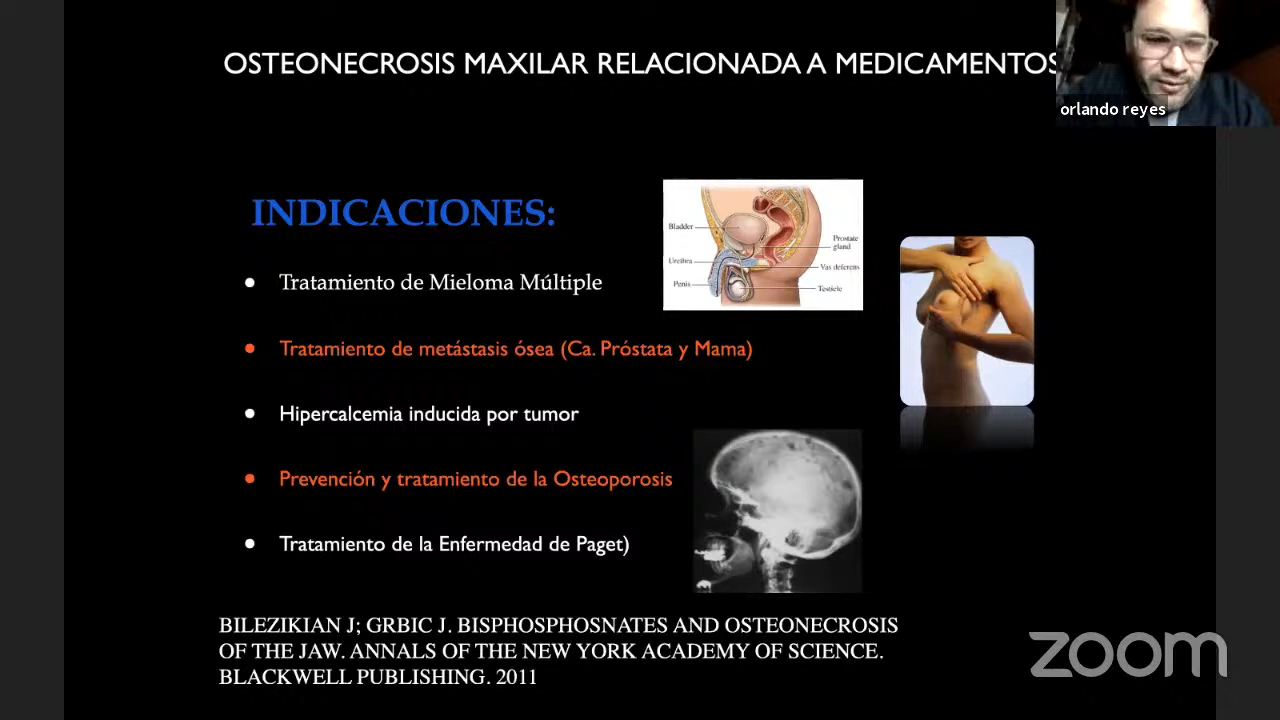 OSTEONECROSIS MAXILAR RELACIONADA A MEDICAMENTOS
orlando reyes
INDICACIONES:
Bladder
Prostate
gland
Urethra
Vas deferens
Penis
Testicle
• Tratamiento de Mieloma Múltiple
• Tratamiento de metástasis ósea (Ca. Próstata y Mama)
• Hipercalcemia inducida por tumor
• Prevención y tratamiento de la Osteoporosis
• Tratamiento de la Enfermedad de Paget)
BILEZIKIAN J; GRBIC J. BISPHOSPHOSNATES AND OSTEONECROSIS
OF THE JAW. ANNALS OF THE NEW YORK ACADEMY OF SCIENCE.
BLACKWELL PUBLISHING. 2011
zoom